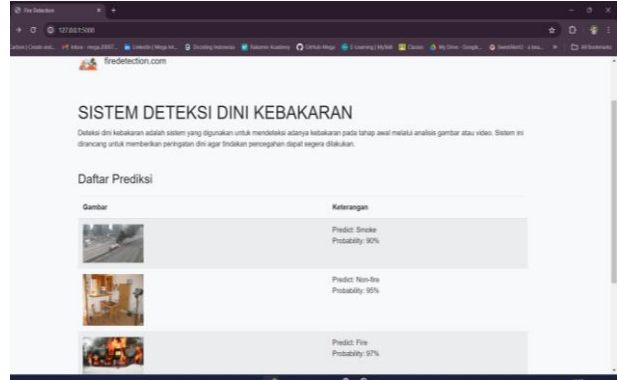 Fire Detection
127.0.0.1:5000
All Bookmarks
firedetection.com
SISTEM DETEKSI DINI KEBAKARAN
Deteksi dini kebakaran adalah sistem yang digunakan untuk mendeteksi adanya kebakaran pada tahap awal melalui analisis gambar atau video. Sistem ini
dirancang untuk memberikan peringatan dini agar tindakan pencegahan dapat segera dilakukan.
Daftar Prediksi
Gambar Keterangan
Predict: Smoke
Probability: 90%
Predict: Non-fire
Probability: 95%
Predict: Fire
Probability: 97%